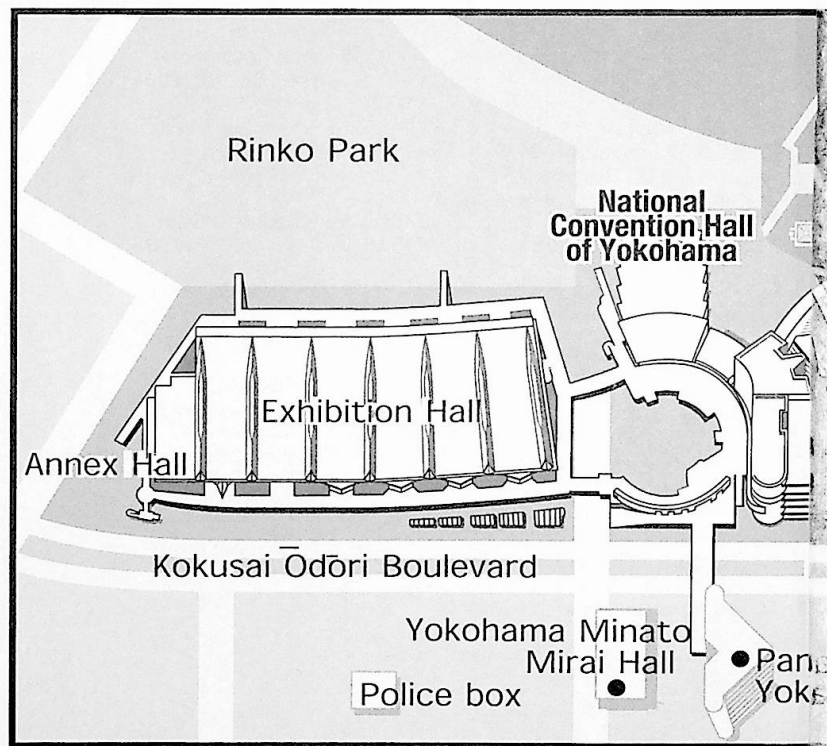 Rinko Park
National
Convention Hall
of Yokohama
Exhibition Hall
Annex Hall
Kokusai Ōdōri Boulevard
Yokohama Minato
Mirai Hall
Police box